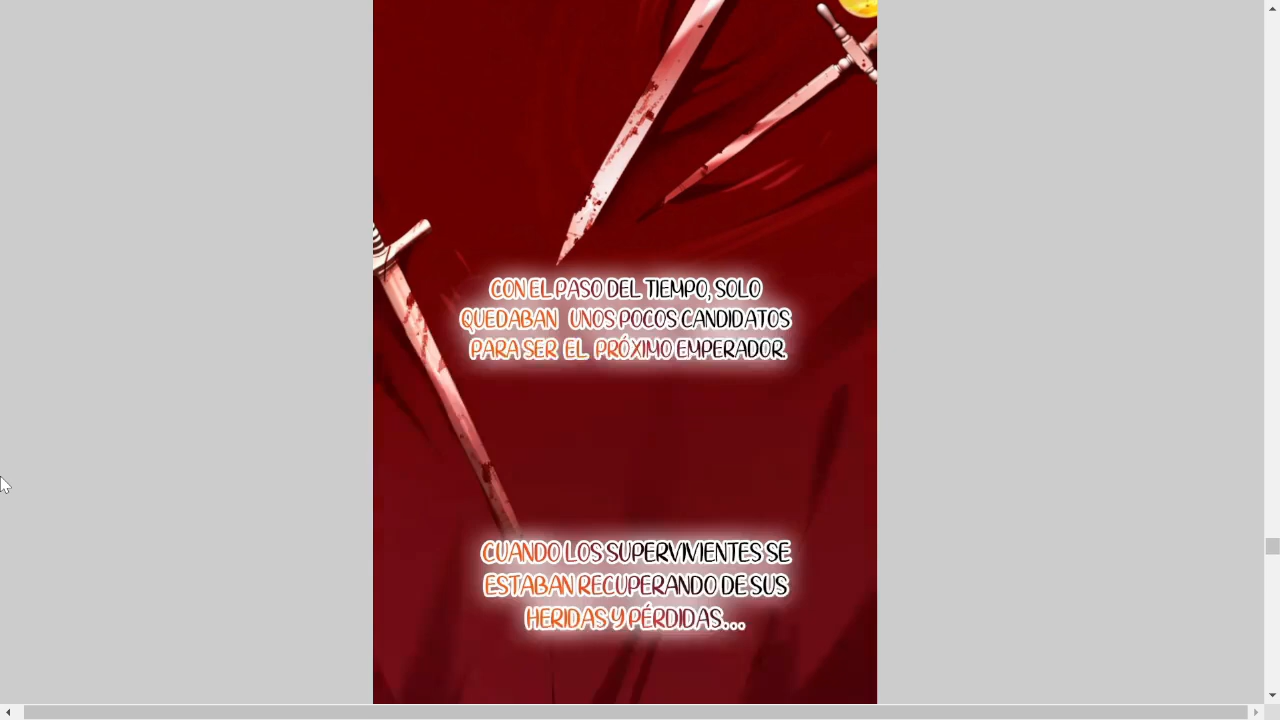 CON EL PASO DEL TIEMPO, SOLO
QUEDABAN UNOS POCOS CANDIDATOS
PARA SER EL PRÓXIMO EMPERADOR.
CUANDO LOS SUPERVIVIENTES SE
ESTABAN RECUPERANDO DE SUS
HERIDAS Y PÉRDIDAS...